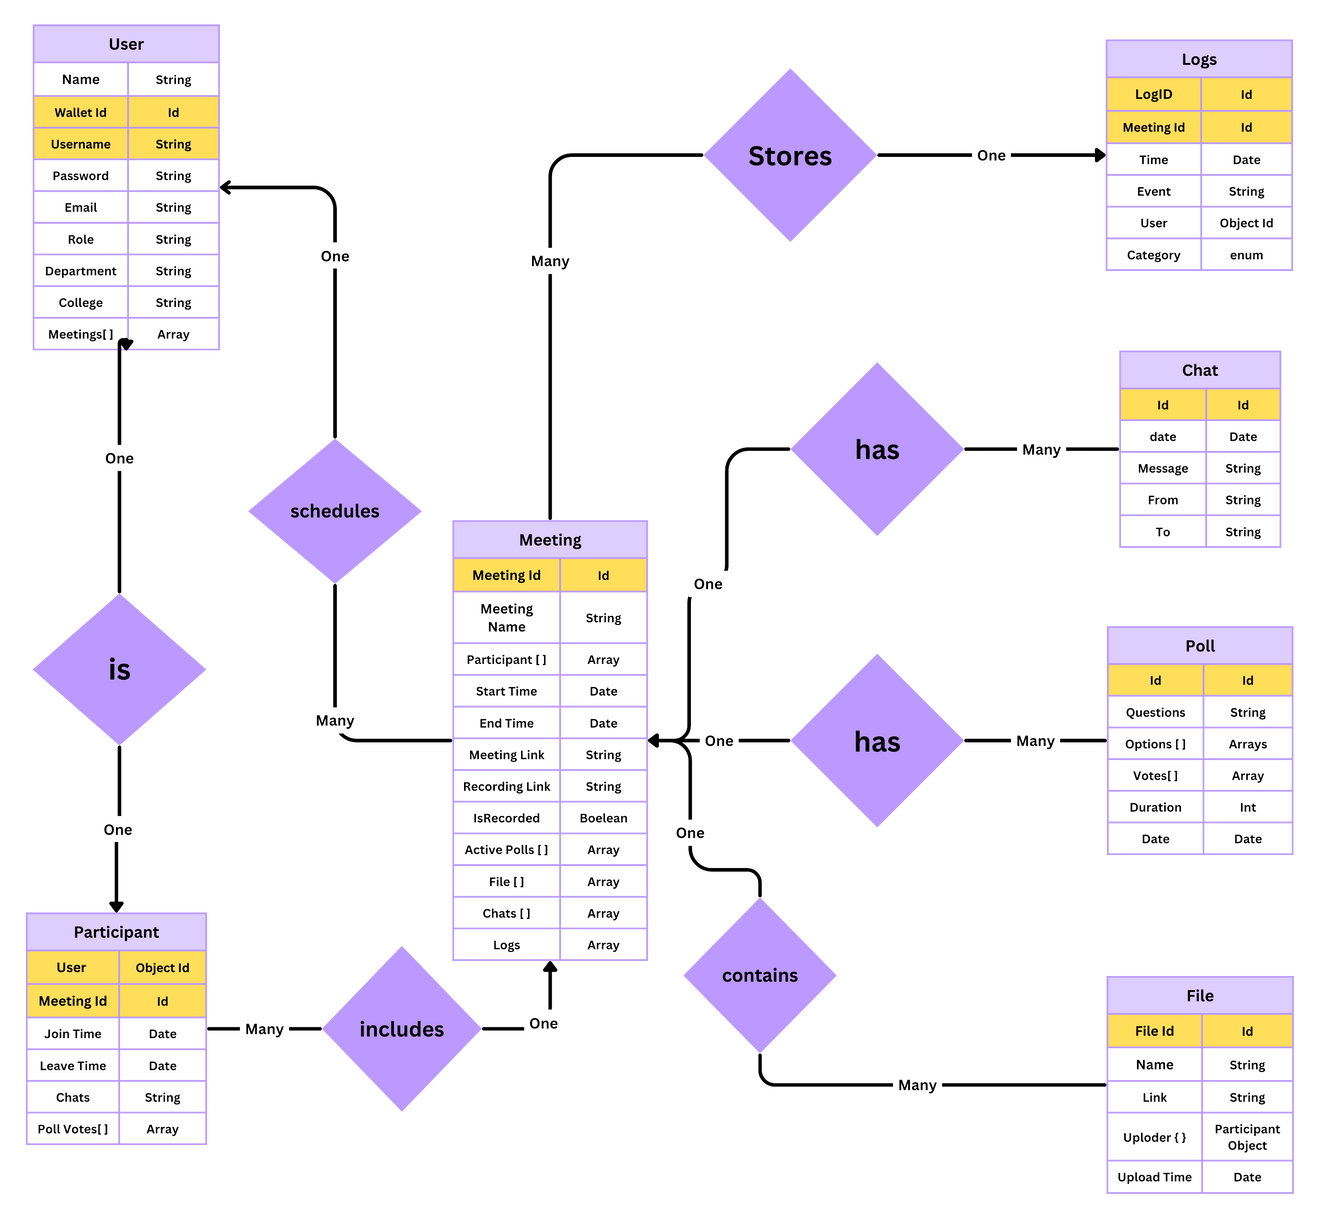 User
Name String
Wallet Id Id
Username String
Password String
Email String
Role String
Department String
College String
Meetings[ ] Array
One
is
One
One
schedules
Many
Participant
User Object Id
Meeting Id Id
Join Time Date
Leave Time Date
Chats String
Poll Votes[ ] Array
Many
includes
One
Meeting
Meeting Id Id
Meeting
Name
String
Participant [ ] Array
Start Time Date
End Time Date
Meeting Link String
Recording Link String
IsRecorded Boelean
Active Polls [ ] Array
File [ ] Array
Chats [ ] Array
Logs Array
Many
Stores
One
Logs
LogID Id
Meeting Id Id
Time Date
Event String
User Object Id
Category enum
One
has
Many
Chat
Id Id
date Date
Message String
From String
To String
One
has
Many
Poll
Id Id
Questions String
Options [ ] Arrays
Votes[ ] Array
Duration Int
Date Date
One
contains
Many
File
File Id Id
Name String
Link String
Uploder { }
Participant
Object
Upload Time Date